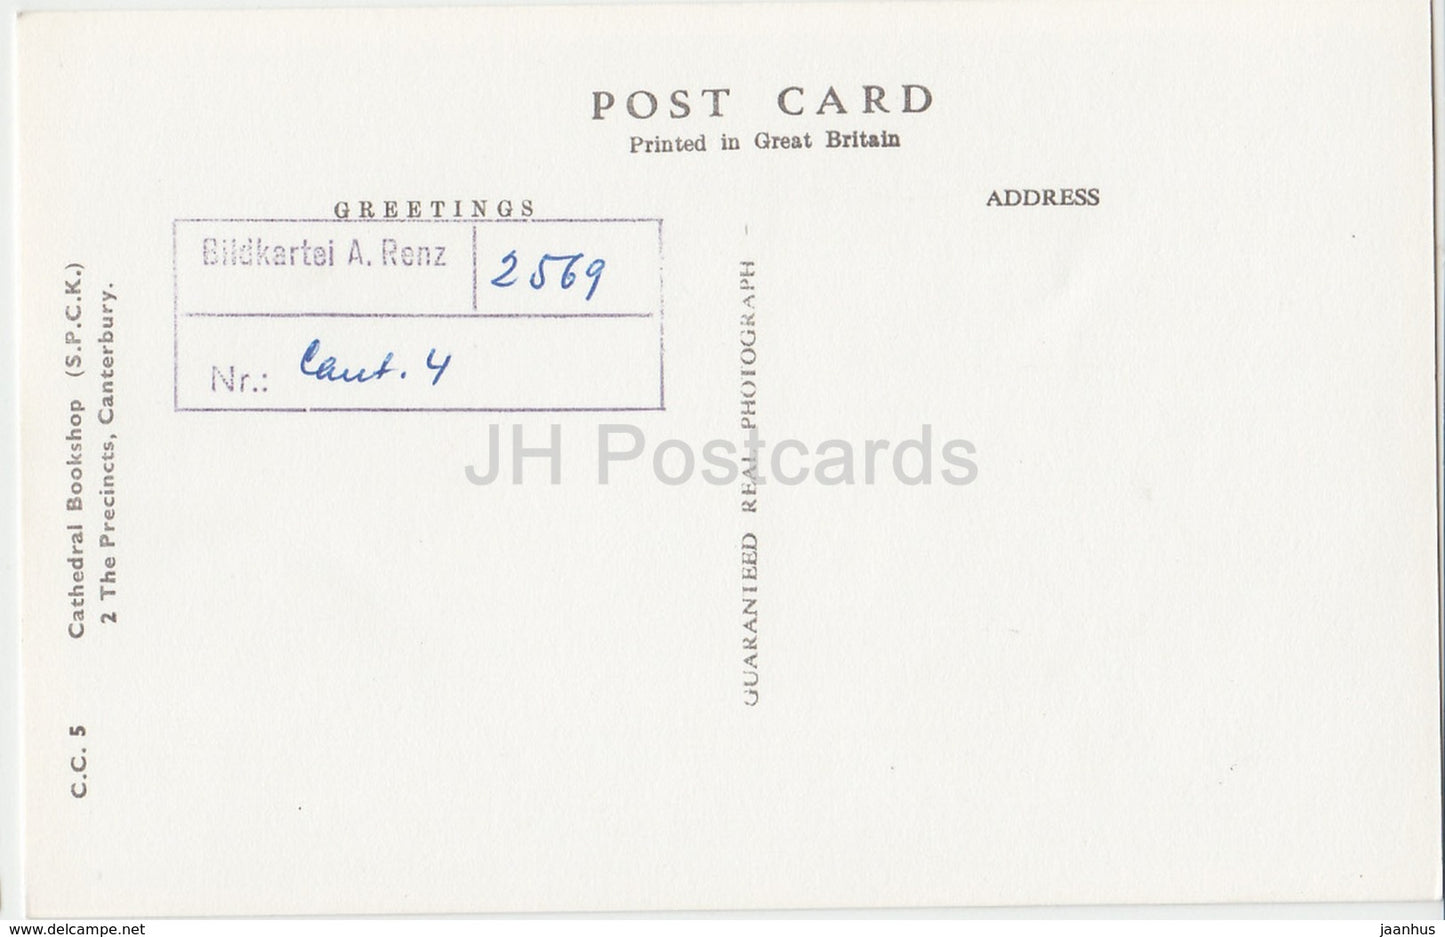 POST CARD
Printed in Great Britain
GREETINGS
ADDRESS
Bildkartei A. Renz
2569
Nr.: Cant. 4
Cathedral Bookshop (S.P.C.K.)
2 The Precincts, Canterbury.
C.C. 5
GUARANTEED REAL PHOTOGRAPH -
JH Postcards
www.delcampe.net
jaanhus